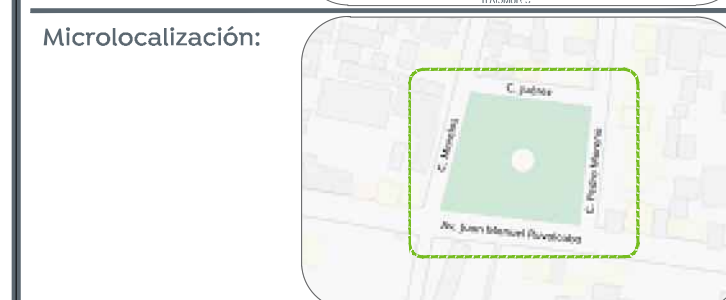 Microlocalización:
C. Juárez
C. Morelos
C. Pedro Moreno
Av. Juan Manuel Ruvalcaba